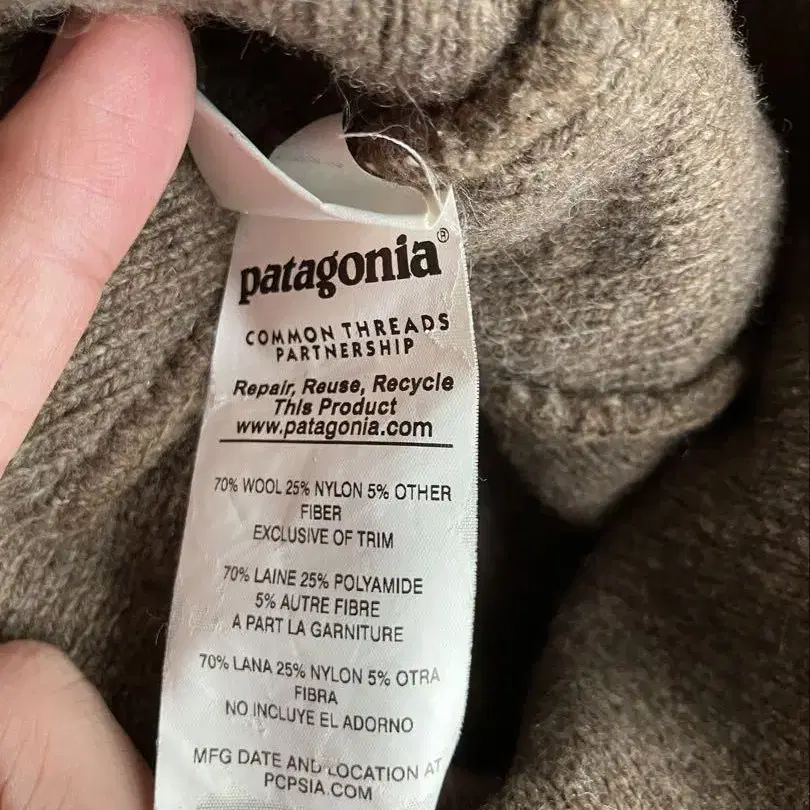 patagonia®
COMMON THREADS
PARTNERSHIP
Repair, Reuse, Recycle
This Product
www.patagonia.com
70% WOOL 25% NYLON 5% OTHER
FIBER
EXCLUSIVE OF TRIM
70% LAINE 25% POLYAMIDE
5% AUTRE FIBRE
A PART LA GARNITURE
70% LANA 25% NYLON 5% OTRA
FIBRA
NO INCLUYE EL ADORNO
MFG DATE AND LOCATION AT
PCPSIA.COM